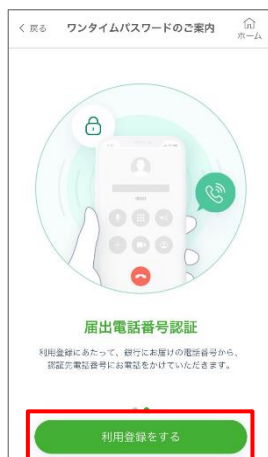 戻る ワンタイムパスワードのご案内 ホーム
届出電話番号認証
利用登録にあたって、銀行にお届けの電話番号から、
認証先電話番号にお電話をかけていただきます。
利用登録をする